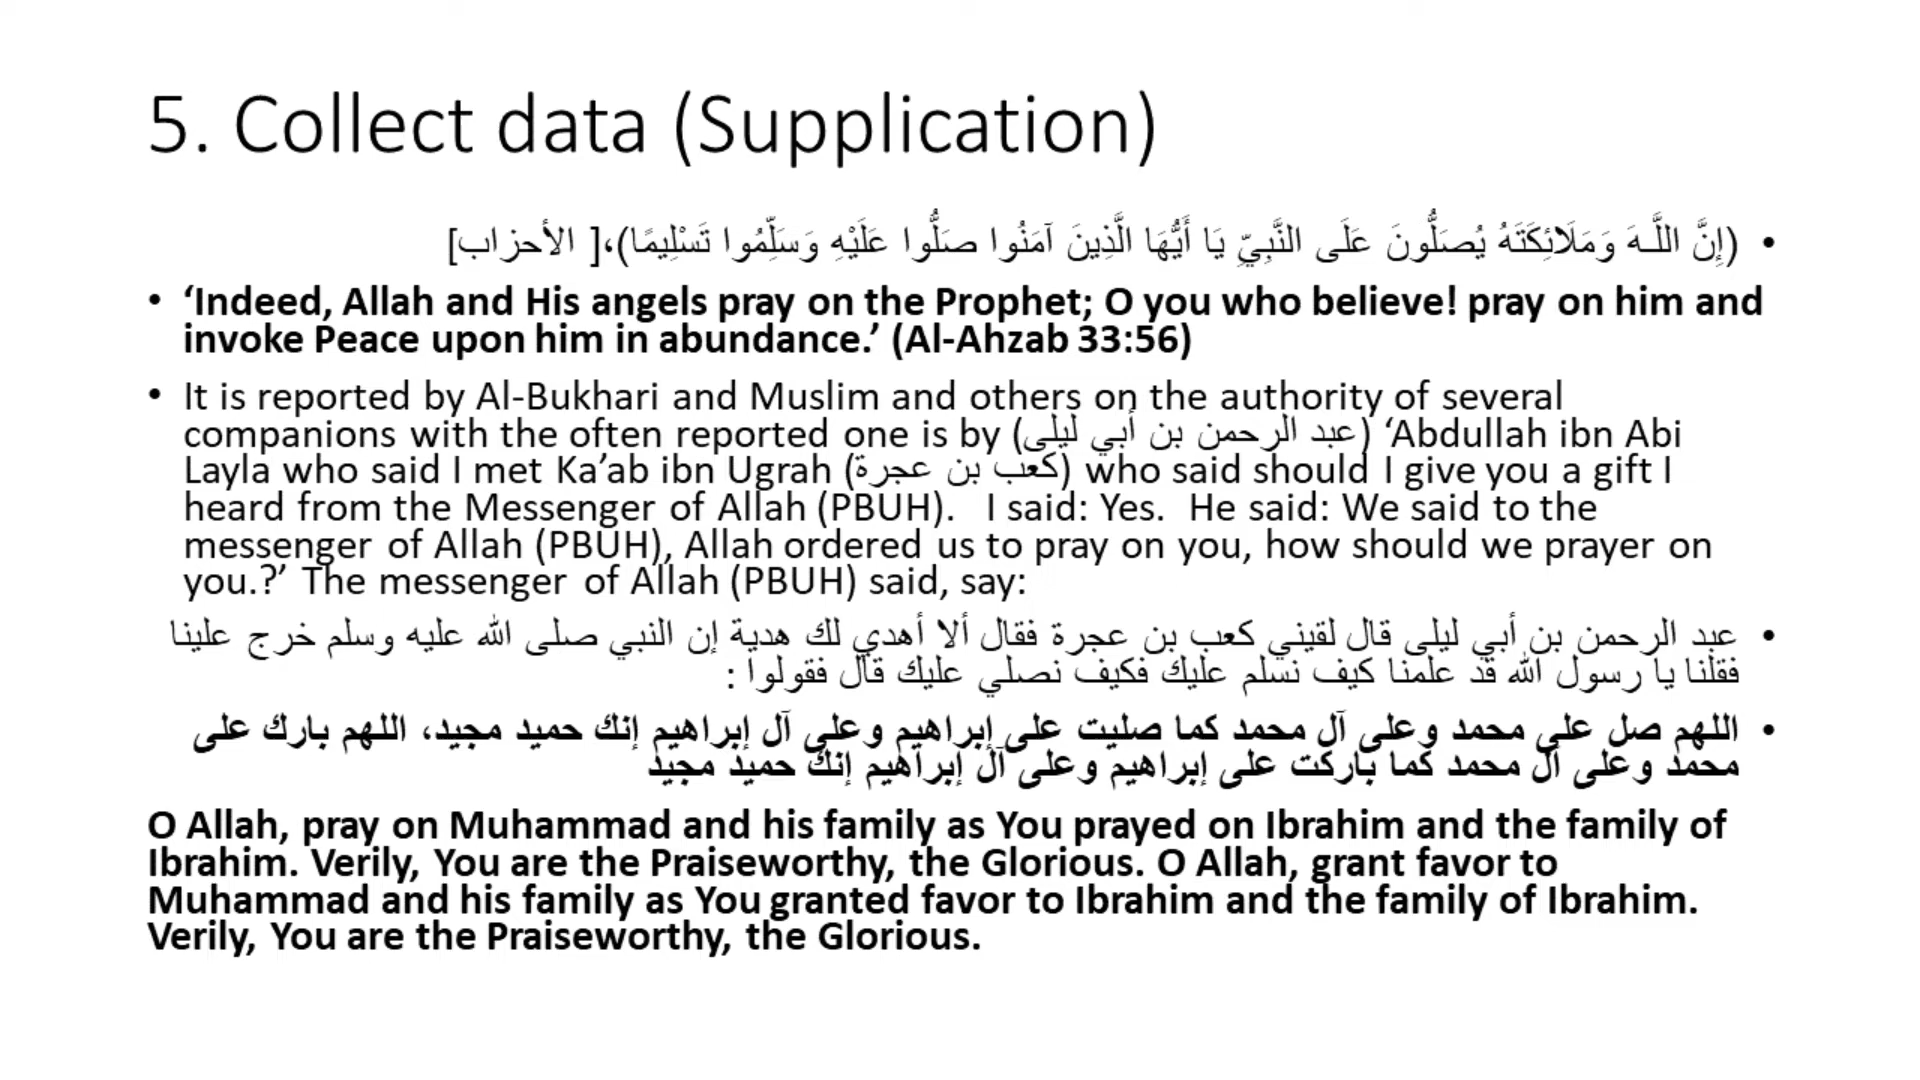 5. Collect data (Supplication)
• (إِنَّ اللَّـهَ وَمَلَائِكَتَهُ يُصَلُّونَ عَلَى النَّبِيِّ يَا أَيُّهَا الَّذِينَ آمَنُوا صَلُّوا عَلَيْهِ وَسَلِّمُوا تَسْلِيمًا)،[ الأحزاب]
• ‘Indeed, Allah and His angels pray on the Prophet; O you who believe! pray on him and
invoke Peace upon him in abundance.’ (Al-Ahzab 33:56)
• It is reported by Al-Bukhari and Muslim and others on the authority of several
companions with the often reported one is by (عبد الرحمن بن أبي ليلى) ‘Abdullah ibn Abi
Layla who said I met Ka’ab ibn Ugrah (كعب بن عجرة) who said should I give you a gift I
heard from the Messenger of Allah (PBUH).   I said: Yes.  He said: We said to the
messenger of Allah (PBUH), Allah ordered us to pray on you, how should we prayer on
you.?’ The messenger of Allah (PBUH) said, say:
• عبد الرحمن بن أبي ليلى قال لقيني كعب بن عجرة فقال ألا أهدي لك هدية إن النبي صلى الله عليه وسلم خرج علينا
فقلنا يا رسول الله قد علمنا كيف نسلم عليك فكيف نصلي عليك قال فقولوا :
• اللهم صل على محمد وعلى آل محمد كما صليت على إبراهيم وعلى آل إبراهيم إنك حميد مجيد، اللهم بارك على
محمد وعلى آل محمد كما باركت على إبراهيم وعلى آل إبراهيم إنك حميد مجيد
O Allah, pray on Muhammad and his family as You prayed on Ibrahim and the family of
Ibrahim. Verily, You are the Praiseworthy, the Glorious. O Allah, grant favor to
Muhammad and his family as You granted favor to Ibrahim and the family of Ibrahim.
Verily, You are the Praiseworthy, the Glorious.